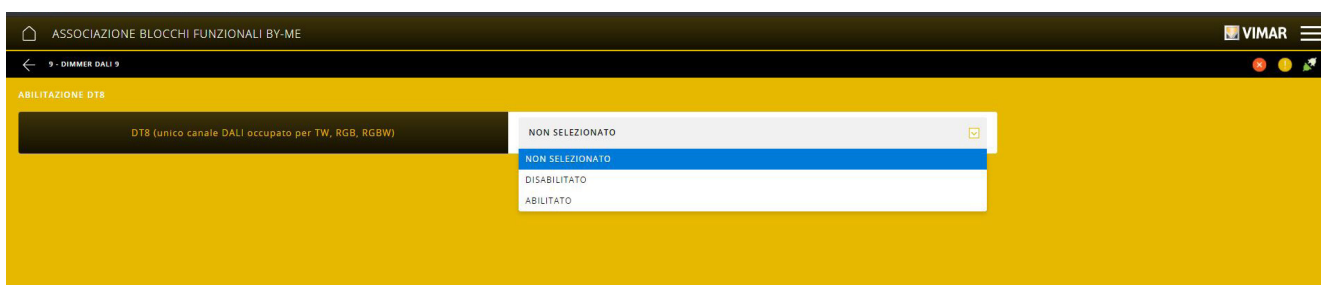 ASSOCIAZIONE BLOCCHI FUNZIONALI BY-ME
VIMAR
9 - DIMMER DALI 9
ABILITAZIONE DT8
DT8 (unico canale DALI occupato per TW, RGB, RGBW)
NON SELEZIONATO
NON SELEZIONATO
DISABILITATO
ABILITATO